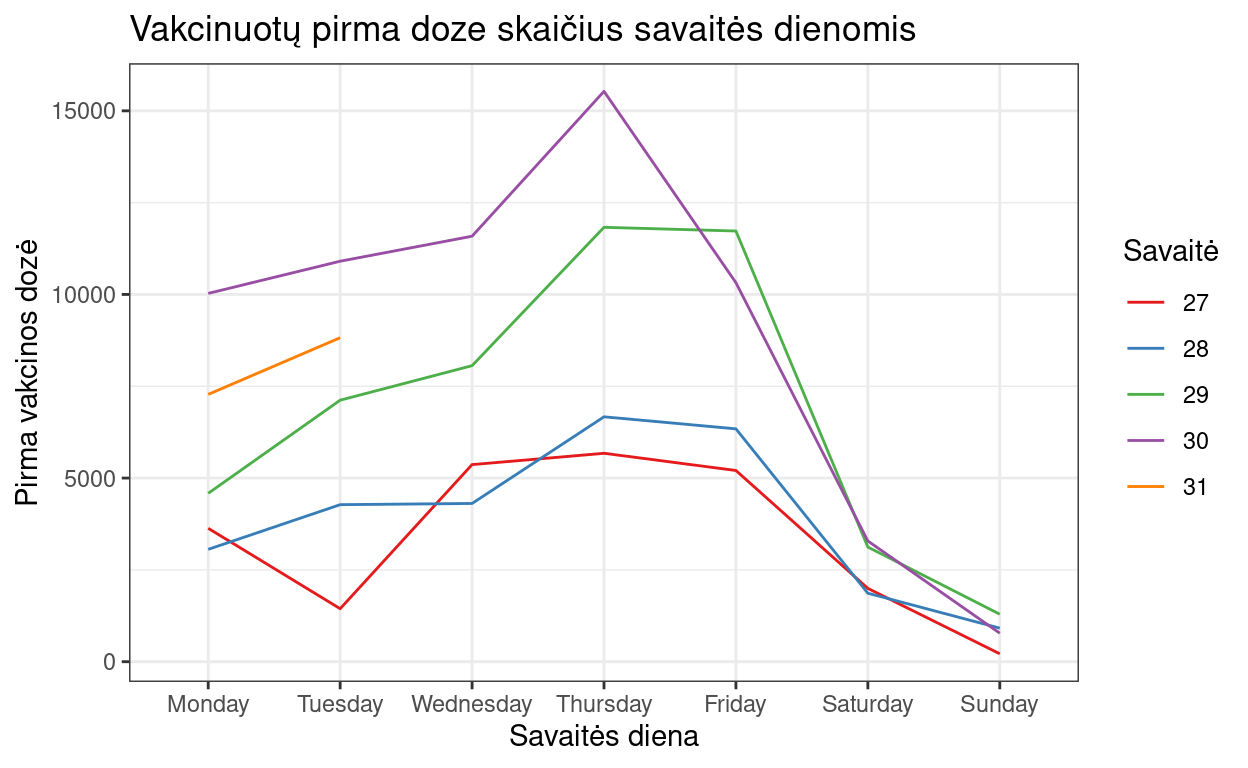 Vakcinuotų pirma doze skaičius savaitės dienomis
Pirma vakcinos dozė
15000
10000
5000
0
Monday Tuesday Wednesday Thursday Friday Saturday Sunday
Savaitės diena
Savaitė
27
28
29
30
31